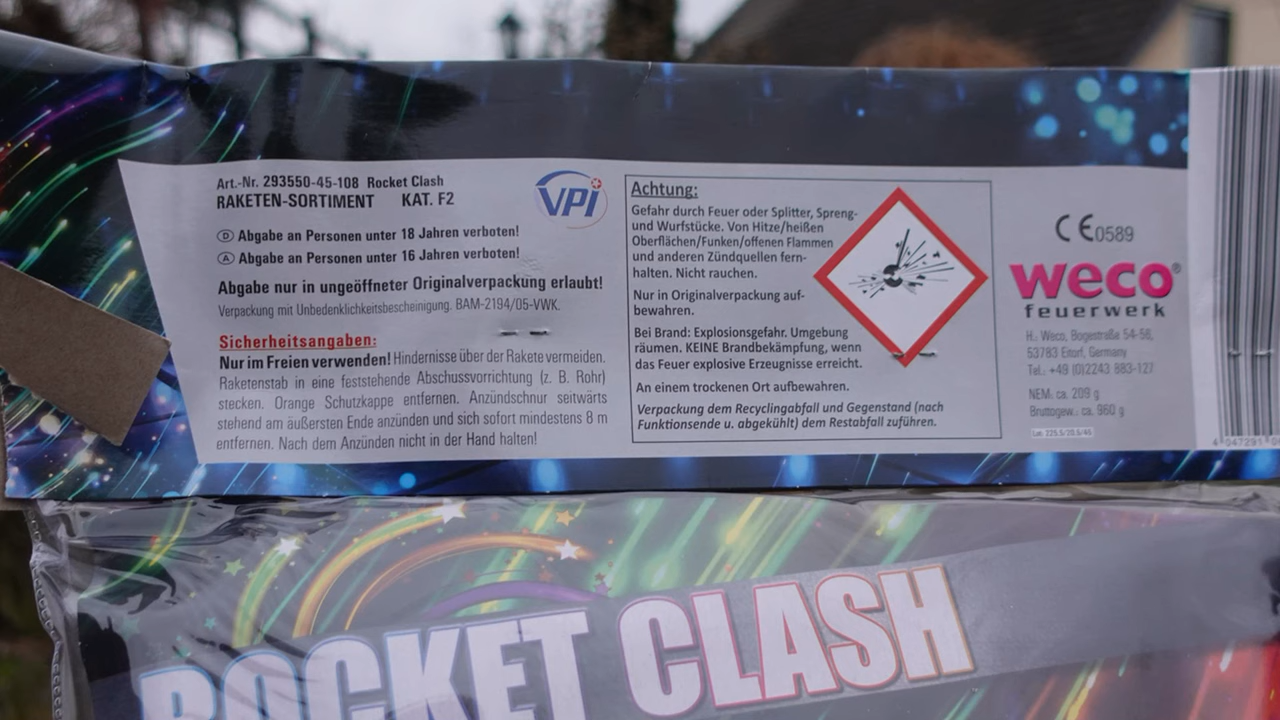 Art.-Nr. 293550-45-108 Rocket Clash
RAKETEN-SORTIMENT KAT. F2
VPI
D Abgabe an Personen unter 18 Jahren verboten!
A Abgabe an Personen unter 16 Jahren verboten!
Abgabe nur in ungeöffneter Originalverpackung erlaubt!
Verpackung mit Unbedenklichkeitsbescheinigung. BAM-2194/05-VWK.
Sicherheitsangaben:
Nur im Freien verwenden! Hindernisse über der Rakete vermeiden.
Raketenstab in eine feststehende Abschussvorrichtung (z. B. Rohr)
stecken. Orange Schutzkappe entfernen. Anzündschnur seitwärts
stehend am äußersten Ende anzünden und sich sofort mindestens 8 m
entfernen. Nach dem Anzünden nicht in der Hand halten!
Achtung:
Gefahr durch Feuer oder Splitter, Spreng-
und Wurfstücke. Von Hitze/heißen
Oberflächen/Funken/offenen Flammen
und anderen Zündquellen fern-
halten. Nicht rauchen.
Nur in Originalverpackung auf-
bewahren.
Bei Brand: Explosionsgefahr. Umgebung
räumen. KEINE Brandbekämpfung, wenn
das Feuer explosive Erzeugnisse erreicht.
An einem trockenen Ort aufbewahren.
Verpackung dem Recyclingabfall und Gegenstand (nach
Funktionsende u. abgekühlt) dem Restabfall zuführen.
CE 0589
weco®
feuerwerk
H. Weco, Bogestraße 54-56,
53783 Eitorf, Germany
Tel.: +49 (0)2243 883-127
NEM: ca. 209 g
Bruttogew.: ca. 960 g
4 047291
ROCKET CLASH